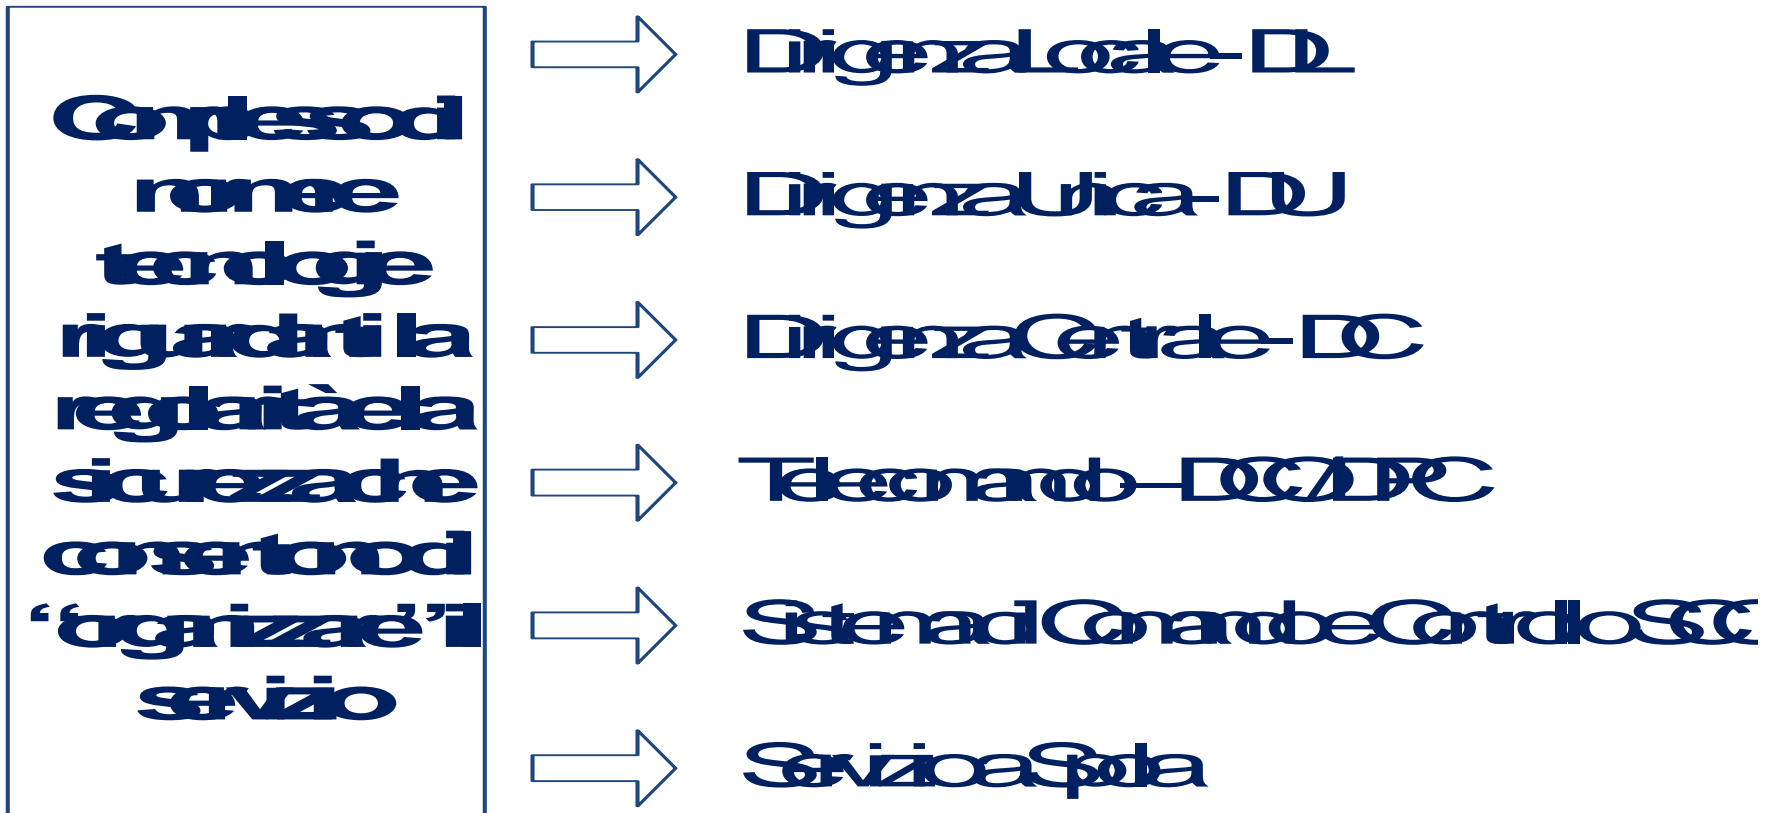 Complesso di
norme e
tecnologie
riguardanti la
regolarità e la
sicurezza che
consentono di
“organizzare” il
servizio
Dirigenza Locale – DL
Dirigenza Unica – DU
Dirigenza Centrale – DC
Telecomando – DCC/DPC
Sistema di Comando e Controllo SCC
Servizio a Spola